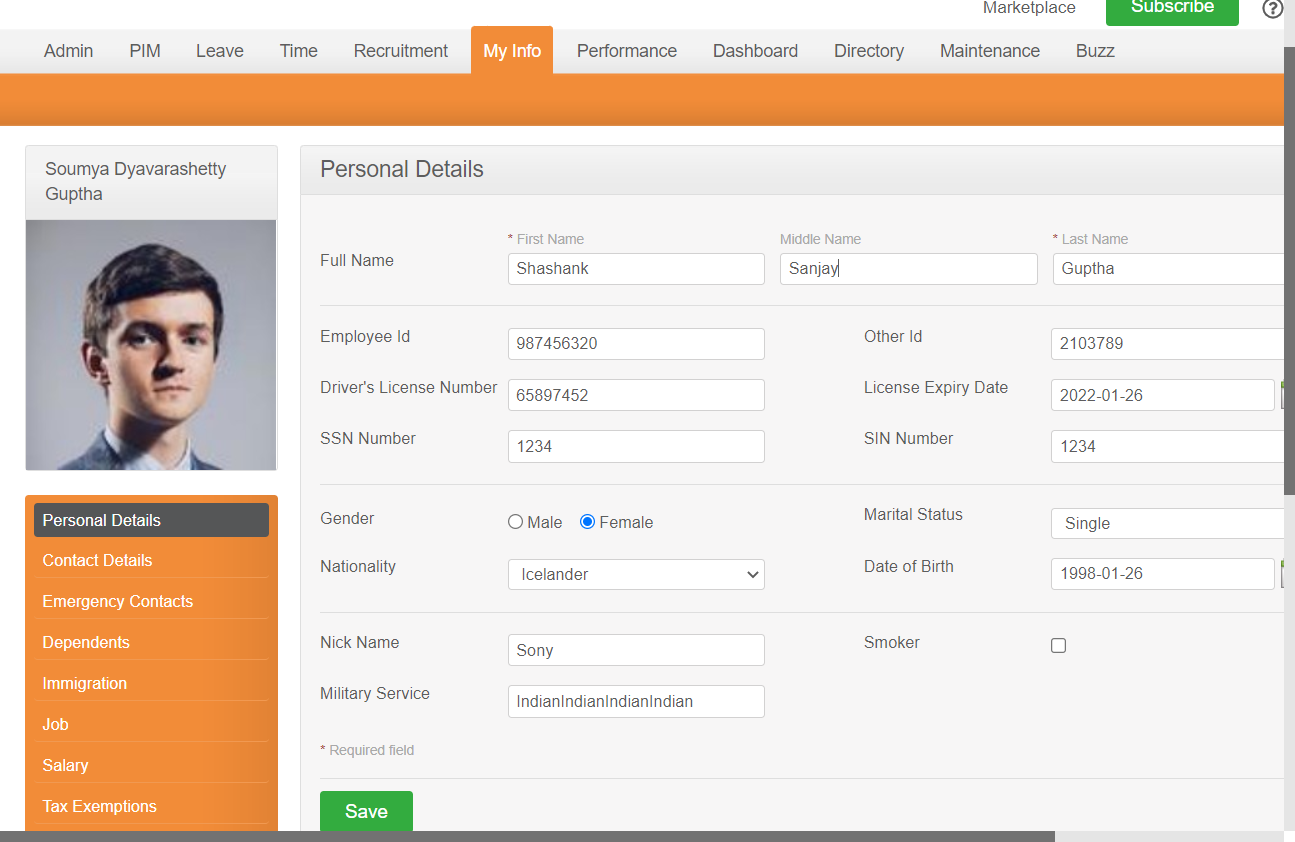 Marketplace Subscribe ?
Admin PIM Leave Time Recruitment My Info Performance Dashboard Directory Maintenance Buzz
Soumya Dyavarashetty
Guptha
Personal Details
* First Name Middle Name * Last Name
Full Name Shashank Sanjay Guptha
Employee Id 987456320 Other Id 2103789
Driver's License Number 65897452 License Expiry Date 2022-01-26
SSN Number 1234 SIN Number 1234
Gender Male Female Marital Status Single
Nationality Icelander Date of Birth 1998-01-26
Nick Name Sony Smoker
Military Service IndianIndianIndianIndian
* Required field
Save
Personal Details
Contact Details
Emergency Contacts
Dependents
Immigration
Job
Salary
Tax Exemptions